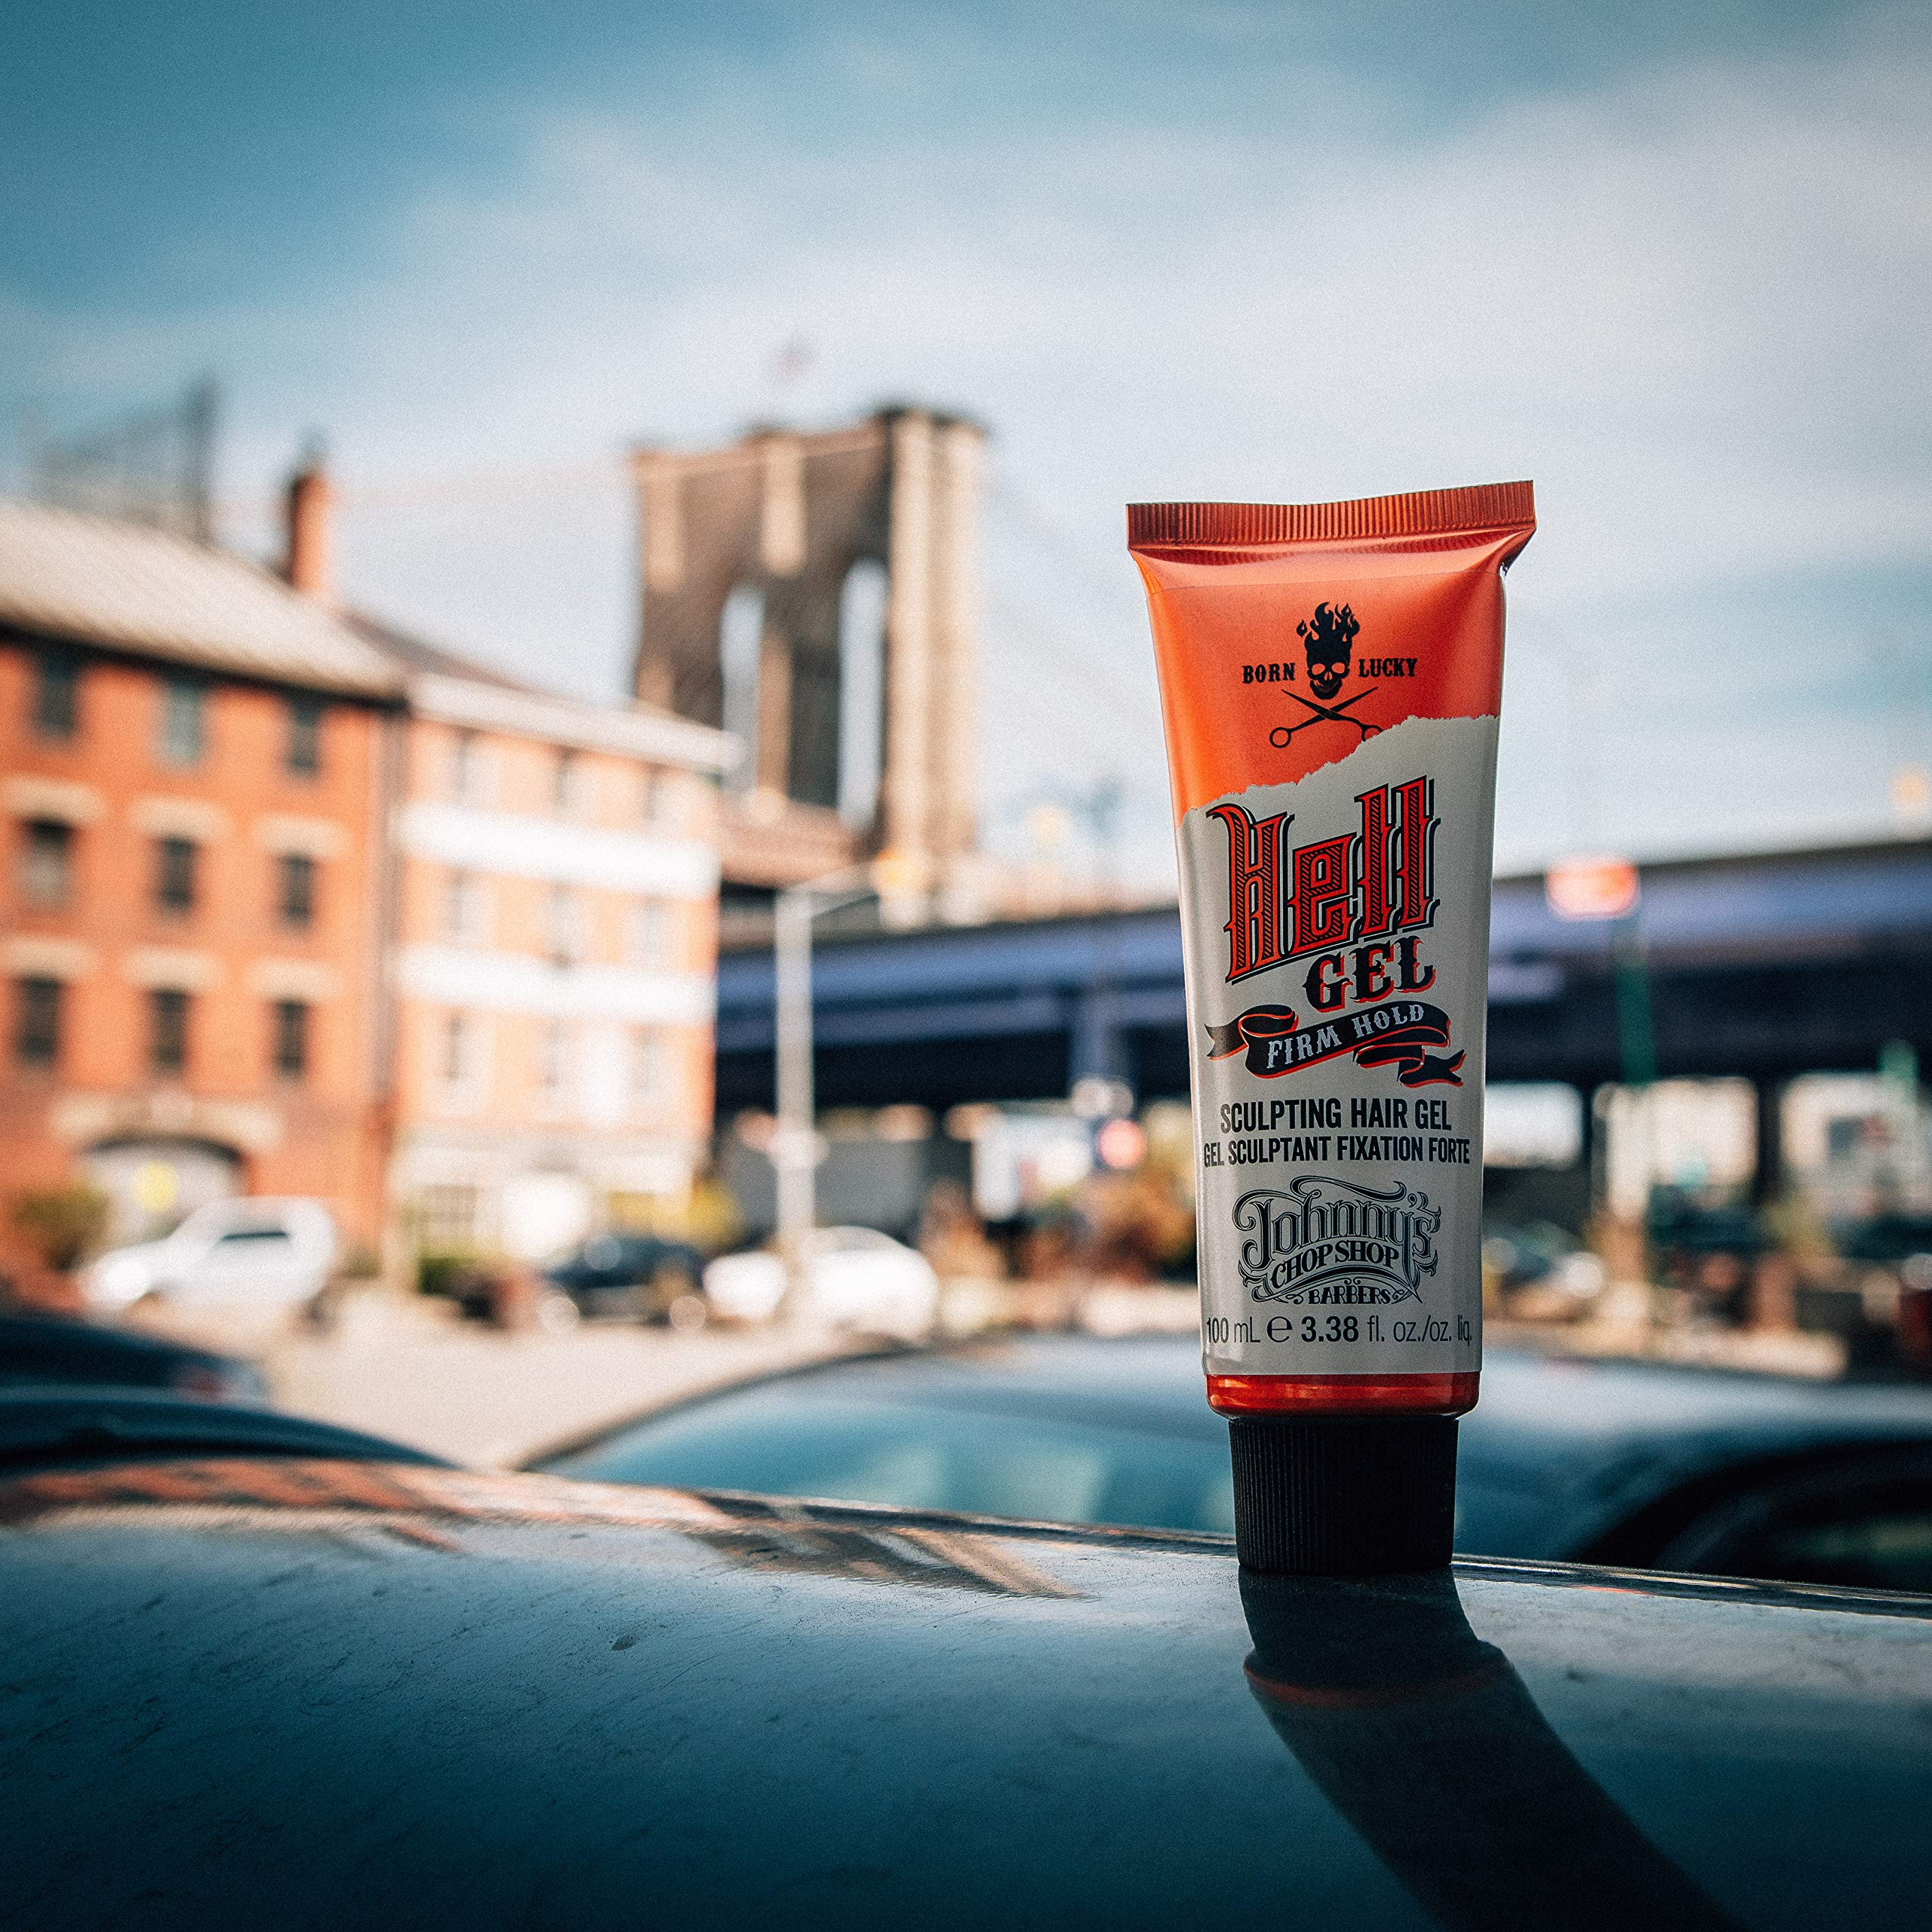 BORN LUCKY
Hell
GEL
FIRM HOLD
SCULPTING HAIR GEL
GEL SCULPTANT FIXATION FORTE
Johnny's
CHOP SHOP
BARBERS
100 mL ℮ 3.38 fl. oz./oz. liq.